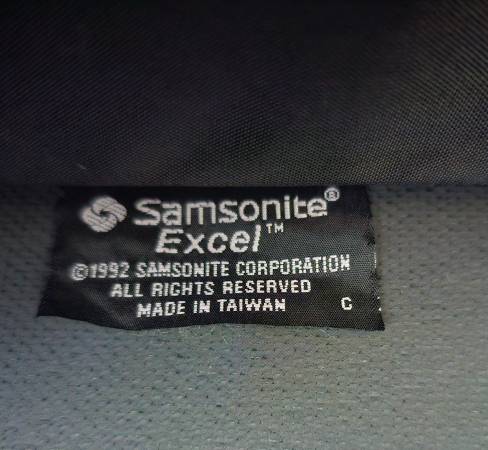 Samsonite®
Excel™
©1992 SAMSONITE CORPORATION
ALL RIGHTS RESERVED
MADE IN TAIWAN C